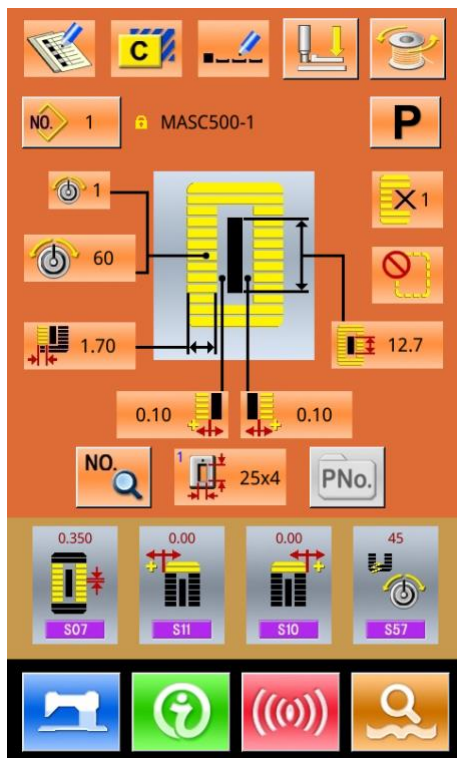 C
NO. 1 MASC500-1 P
1 1
60
1.70 12.7
0.10 0.10
NO. 1 25x4 PNo.
0.350 0.00 0.00 45
S07 S11 S10 S57